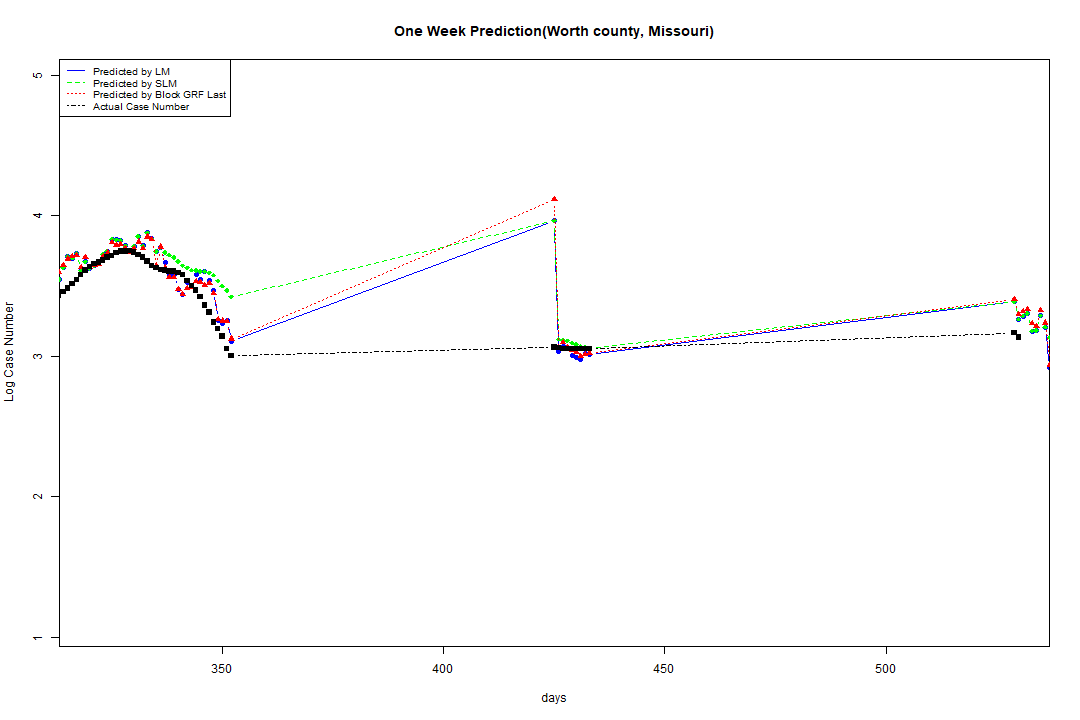 One Week Prediction(Worth county, Missouri)
Predicted by LM
Predicted by SLM
Predicted by Block GRF Last
Actual Case Number
5
4
3
2
1
Log Case Number
350
400
450
500
days